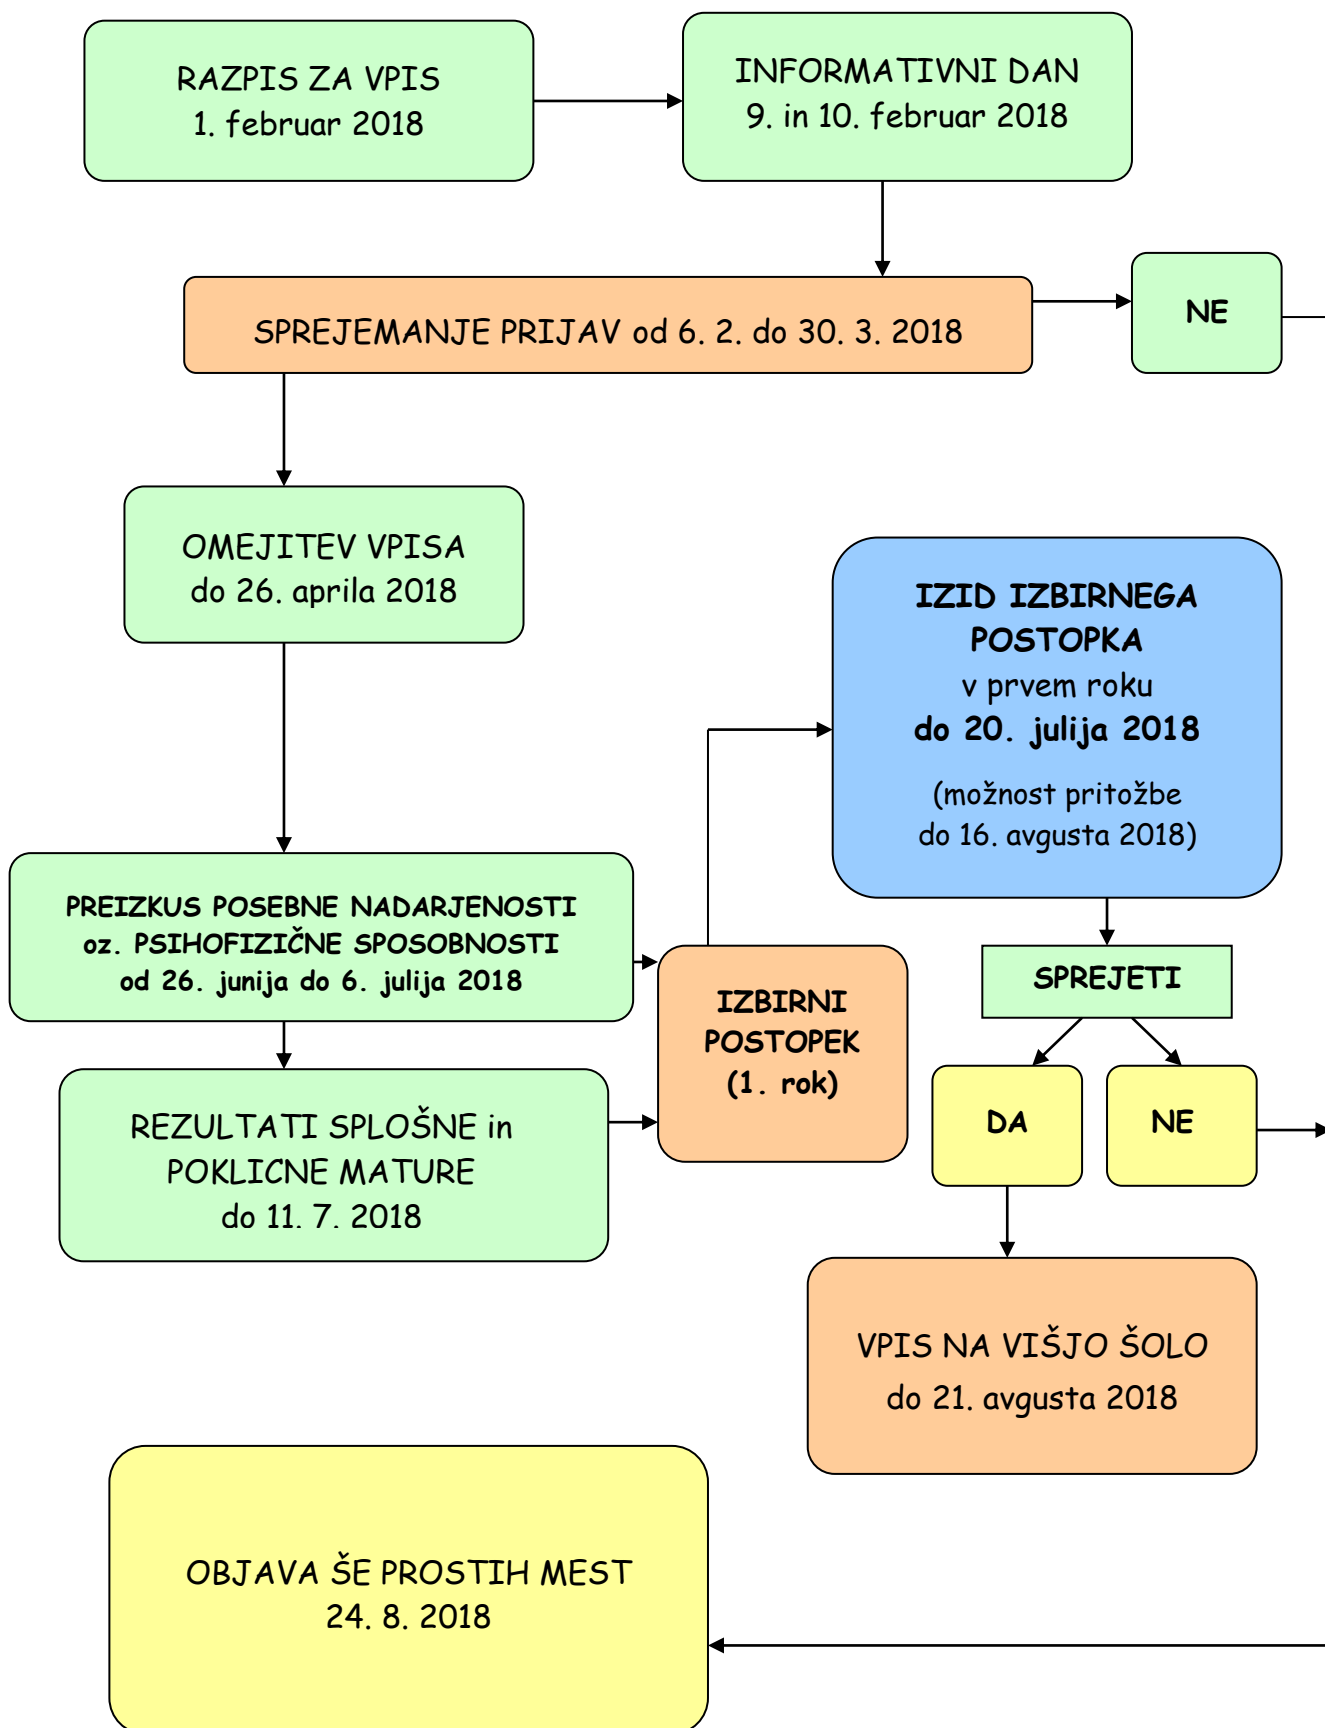 RAZPIS ZA VPIS
1. februar 2018
INFORMATIVNI DAN
9. in 10. februar 2018
SPREJEMANJE PRIJAV od 6. 2. do 30. 3. 2018
NE
OMEJITEV VPISA
do 26. aprila 2018
IZID IZBIRNEGA
POSTOPKA
v prvem roku
do 20. julija 2018
(možnost pritožbe
do 16. avgusta 2018)
PREIZKUS POSEBNE NADARJENOSTI
oz. PSIHOFIZIČNE SPOSOBNOSTI
od 26. junija do 6. julija 2018
IZBIRNI
POSTOPEK
(1. rok)
SPREJETI
DA
NE
REZULTATI SPLOŠNE in
POKLICNE MATURE
do 11. 7. 2018
VPIS NA VIŠJO ŠOLO
do 21. avgusta 2018
OBJAVA ŠE PROSTIH MEST
24. 8. 2018